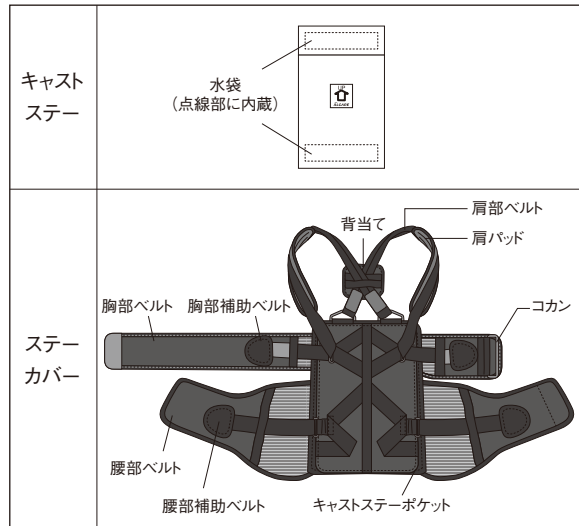 キャスト
ステー
水袋
(点線部に内蔵)
UP
ALCARE
ステー
カバー
肩部ベルト
背当て
肩パッド
胸部ベルト
胸部補助ベルト
コカン
腰部ベルト
腰部補助ベルト
キャストステーポケット